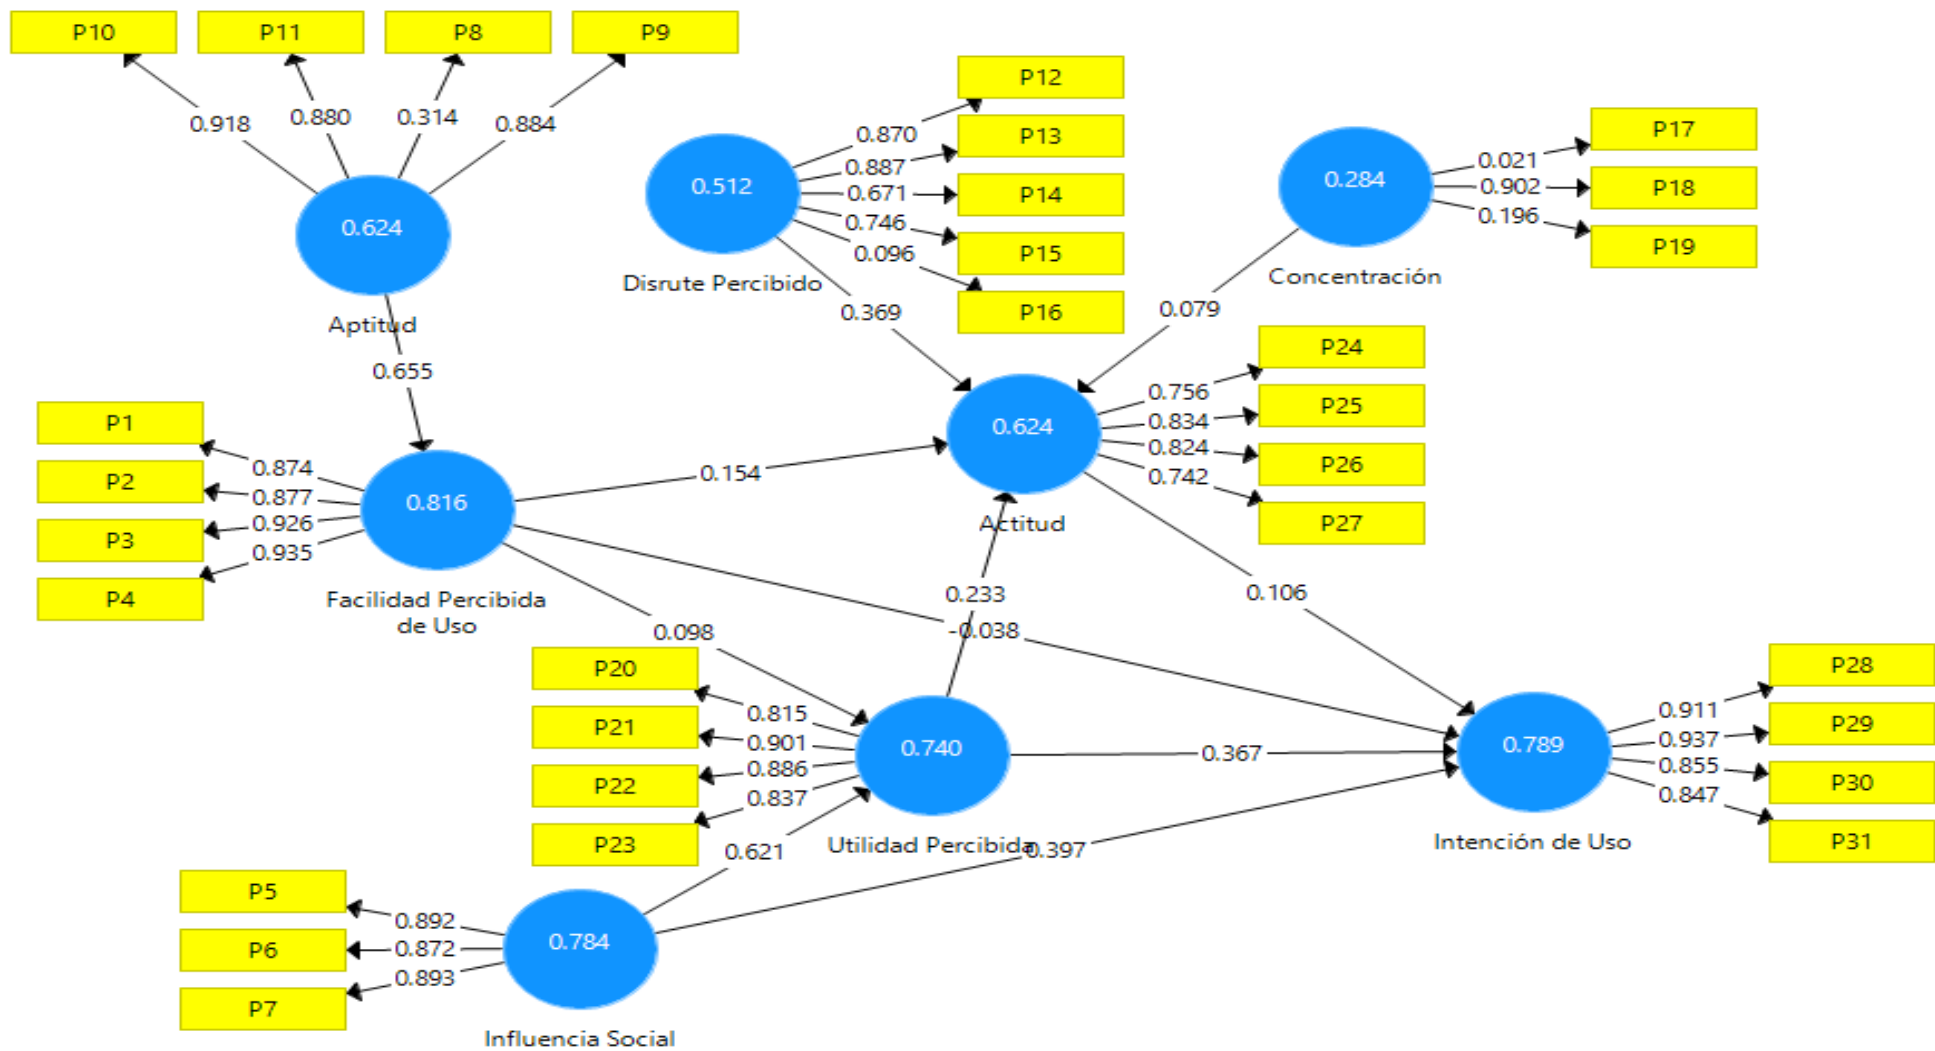 P10
P11
P8
P9
0.918
0.880
0.314
0.884
0.624
Aptitud
0.655
P12
P13
P14
P15
P16
0.870
0.887
0.671
0.746
0.096
0.512
Disrute Percibido
0.369
P17
P18
P19
0.021
0.902
0.196
0.284
Concentración
0.079
P24
P25
P26
P27
0.756
0.834
0.824
0.742
0.624
Actitud
0.106
P1
P2
P3
P4
0.874
0.877
0.926
0.935
0.816
Facilidad Percibida
de Uso
0.154
0.098
-0.038
0.233
P20
P21
P22
P23
0.815
0.901
0.886
0.837
0.740
Utilidad Percibida
0.367
0.621
0.397
P28
P29
P30
P31
0.911
0.937
0.855
0.847
0.789
Intención de Uso
P5
P6
P7
0.892
0.872
0.893
0.784
Influencia Social